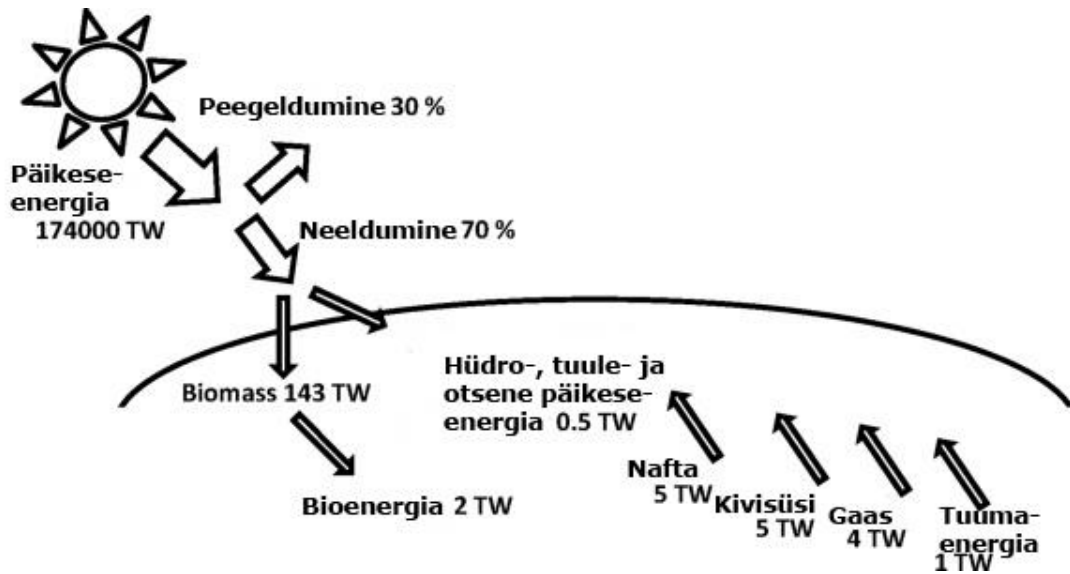 Peegeldumine 30 %
Päikese-
energia
174000 TW
Neeldumine 70 %
Biomass 143 TW
Hüdro-, tuule- ja
otsene päikese-
energia 0.5 TW
Bioenergia 2 TW
Nafta
5 TW
Kivisüsi
5 TW
Gaas
4 TW
Tuuma-
energia
1 TW